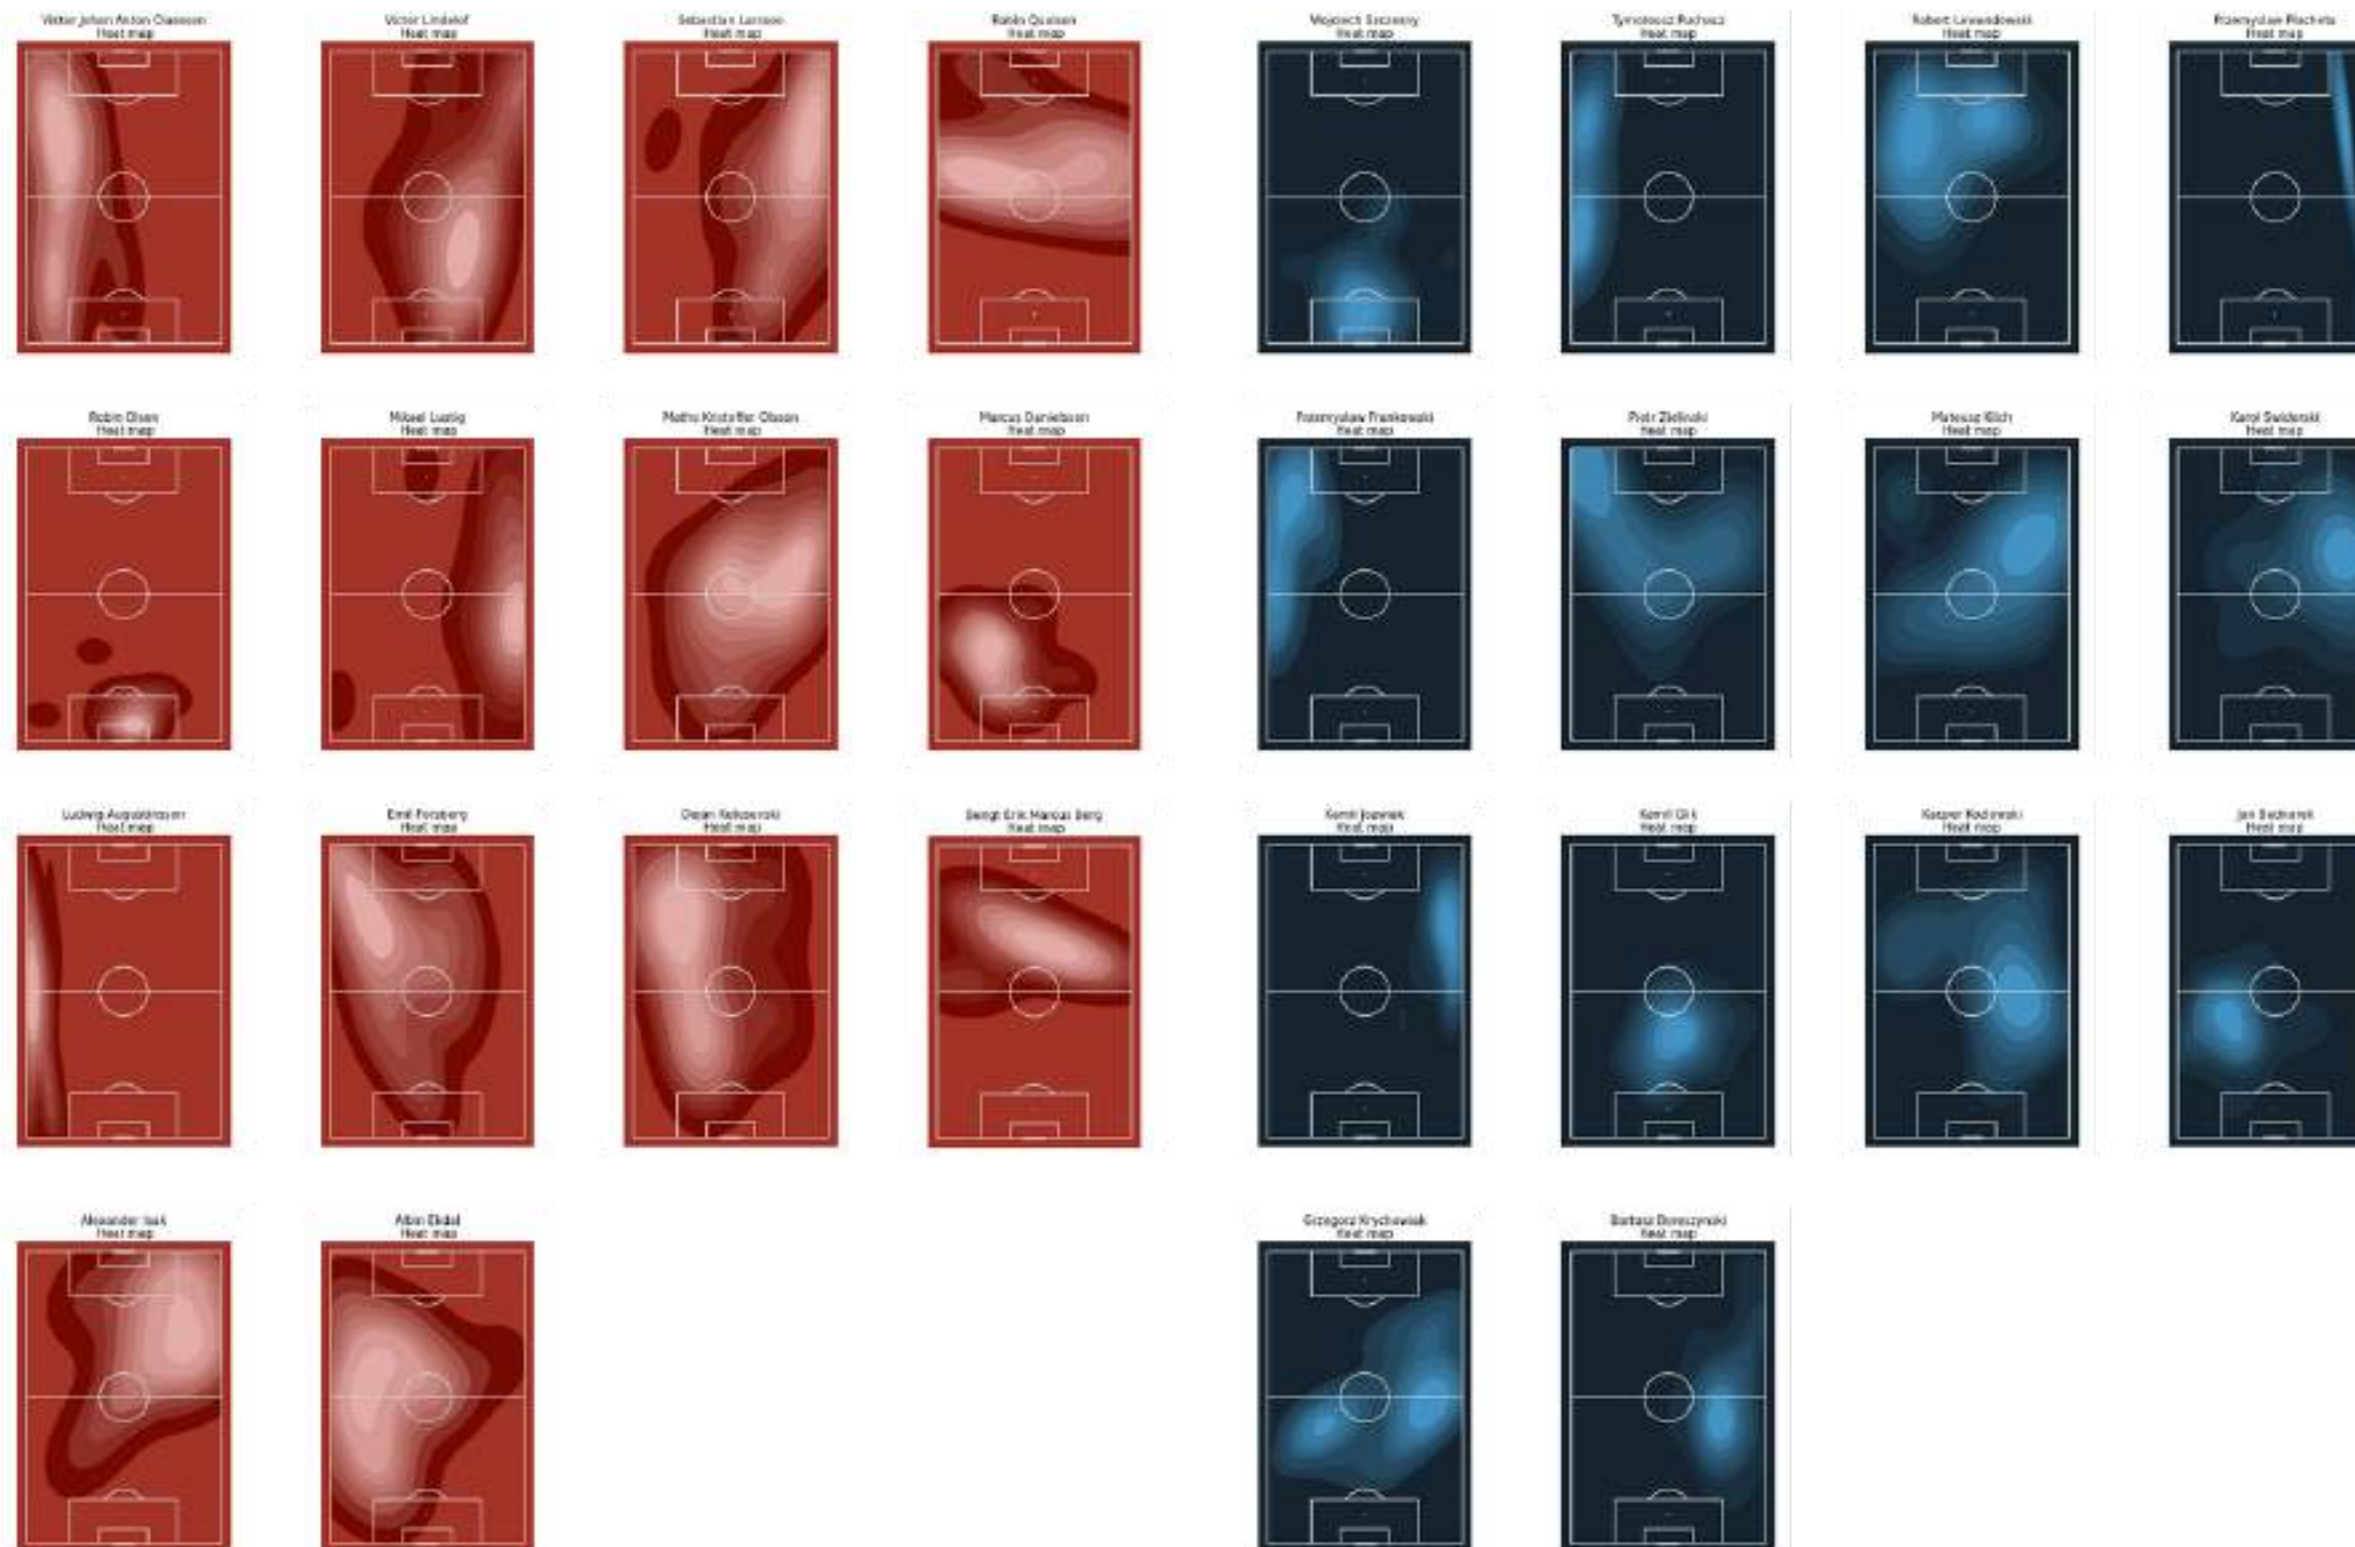 Viktor Johan Anton Claesson
Heat map
Victor Lindelof
Heat map
Sebastian Larsson
Heat map
Robin Quaison
Heat map
Wojciech Szczesny
Heat map
Tymoteusz Puchacz
Heat map
Robert Lewandowski
Heat map
Przemyslaw Placheta
Heat map
Robin Olsen
Heat map
Mikael Lustig
Heat map
Mathias Kristoffer Olsson
Heat map
Marcus Danielsson
Heat map
Przemyslaw Frankowski
Heat map
Piotr Zielinski
Heat map
Mateusz Klich
Heat map
Karol Swiderski
Heat map
Ludwig Augustinsson
Heat map
Emil Forsberg
Heat map
Dejan Kulusevski
Heat map
Bengt Erik Marcus Berg
Heat map
Kamil Jozwiak
Heat map
Kamil Glik
Heat map
Kacper Kozlowski
Heat map
Jan Bednarek
Heat map
Alexander Isak
Heat map
Albin Ekdal
Heat map
Grzegorz Krychowiak
Heat map
Bartosz Bereszynski
Heat map